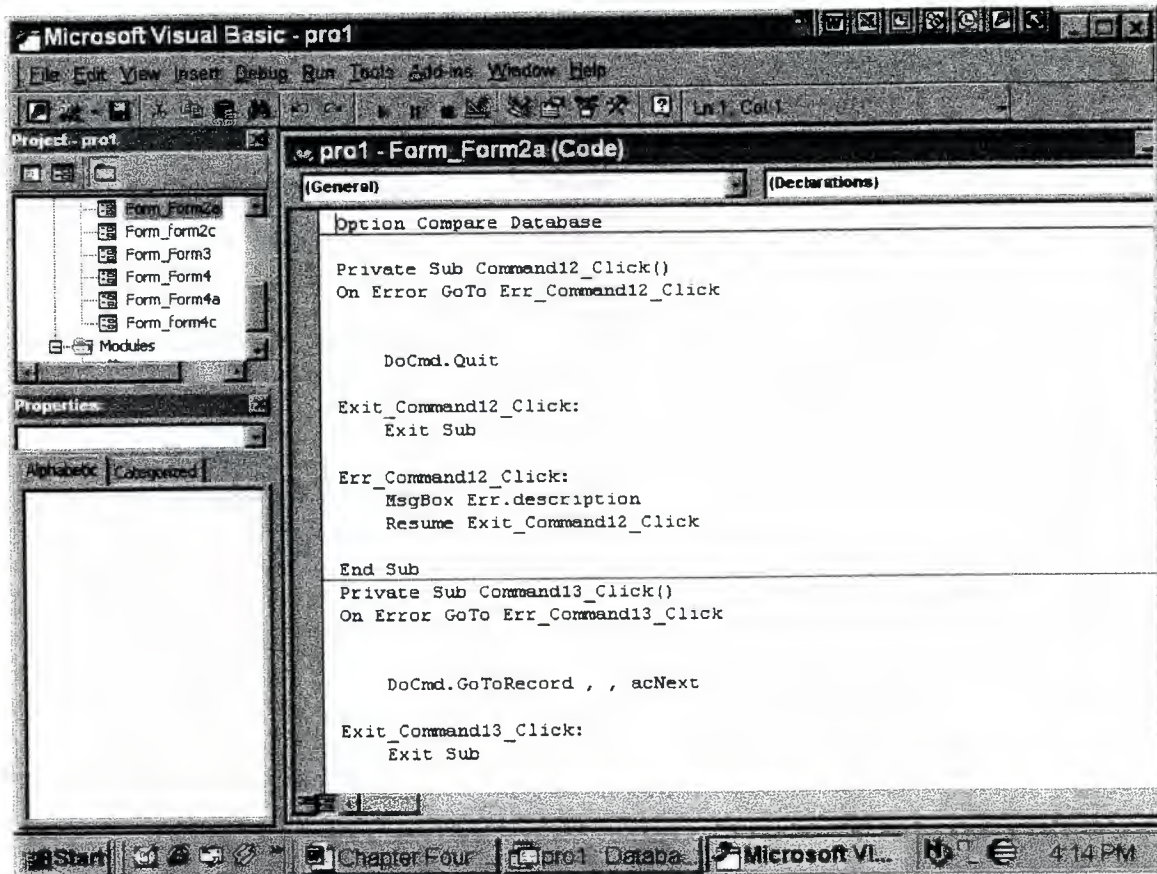 Microsoft Visual Basic - pro1
File Edit View Insert Debug Run Tools Add-ins Window Help
Ln 1, Col 1
Project - pro1
Form_Form2a
Form_form2c
Form_Form3
Form_Form4
Form_Form4a
Form_form4c
Modules
Properties
Alphabetic Categorized
pro1 - Form_Form2a (Code)
(General) (Declarations)
Option Compare Database
Private Sub Command12_Click()
On Error GoTo Err_Command12_Click
DoCmd.Quit
Exit_Command12_Click:
Exit Sub
Err_Command12_Click:
MsgBox Err.description
Resume Exit_Command12_Click
End Sub
Private Sub Command13_Click()
On Error GoTo Err_Command13_Click
DoCmd.GoToRecord , , acNext
Exit_Command13_Click:
Exit Sub
Start Chapter Four pro1 Databa... Microsoft Vi... 4:14 PM